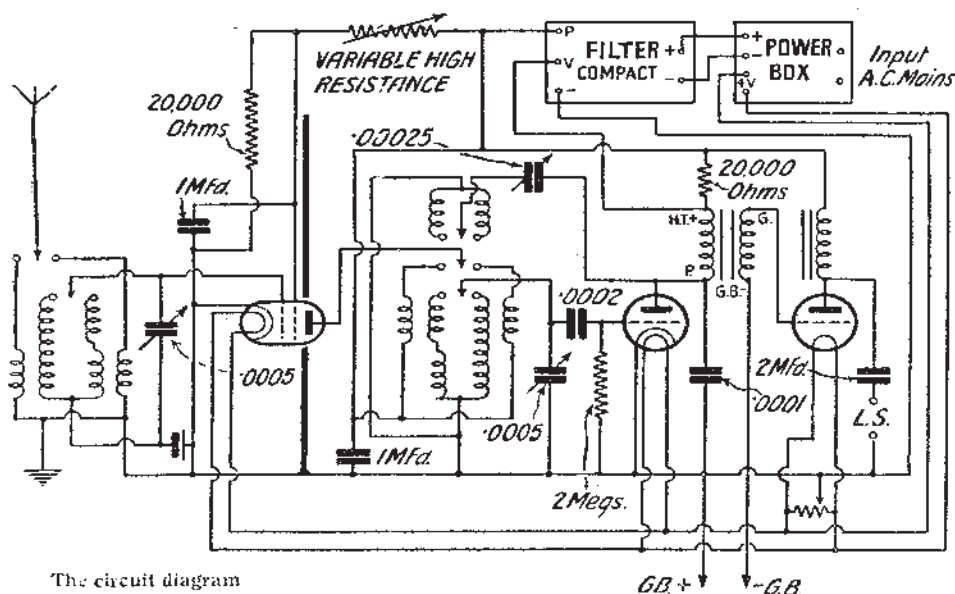 P
V
-
FILTER
COMPACT
+
-
+
-
4V
POWER
BOX
Input
A.C. Mains
VARIABLE HIGH
RESISTANCE
20,000
Ohms
1MFd.
.00025
20,000
Ohms
H.T.+
G.
P.
G.B.-
.0002
.0005
.0005
1MFd.
2Megs.
.0001
2Mfd.
L.S.
G.B. +
-G.B.
The circuit diagram